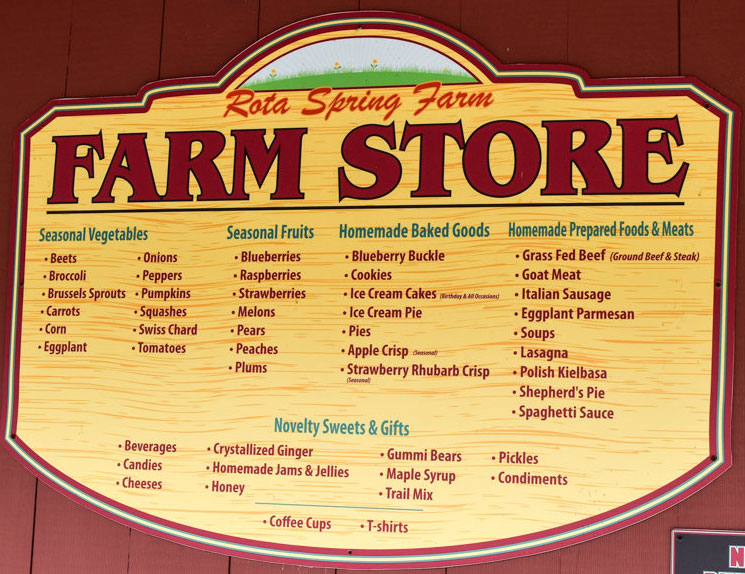 Rota Spring Farm
FARM STORE
Seasonal Vegetables
• Beets
• Broccoli
• Brussels Sprouts
• Carrots
• Corn
• Eggplant
• Onions
• Peppers
• Pumpkins
• Squashes
• Swiss Chard
• Tomatoes
Seasonal Fruits
• Blueberries
• Raspberries
• Strawberries
• Melons
• Pears
• Peaches
• Plums
Homemade Baked Goods
• Blueberry Buckle
• Cookies
• Ice Cream Cakes (Birthday & All Occasions)
• Ice Cream Pie
• Pies
• Apple Crisp (Seasonal)
• Strawberry Rhubarb Crisp
(Seasonal)
Homemade Prepared Foods & Meats
• Grass Fed Beef (Ground Beef & Steak)
• Goat Meat
• Italian Sausage
• Eggplant Parmesan
• Soups
• Lasagna
• Polish Kielbasa
• Shepherd's Pie
• Spaghetti Sauce
Novelty Sweets & Gifts
• Beverages
• Candies
• Cheeses
• Crystallized Ginger
• Homemade Jams & Jellies
• Honey
• Gummi Bears
• Maple Syrup
• Trail Mix
• Pickles
• Condiments
• Coffee Cups • T-shirts